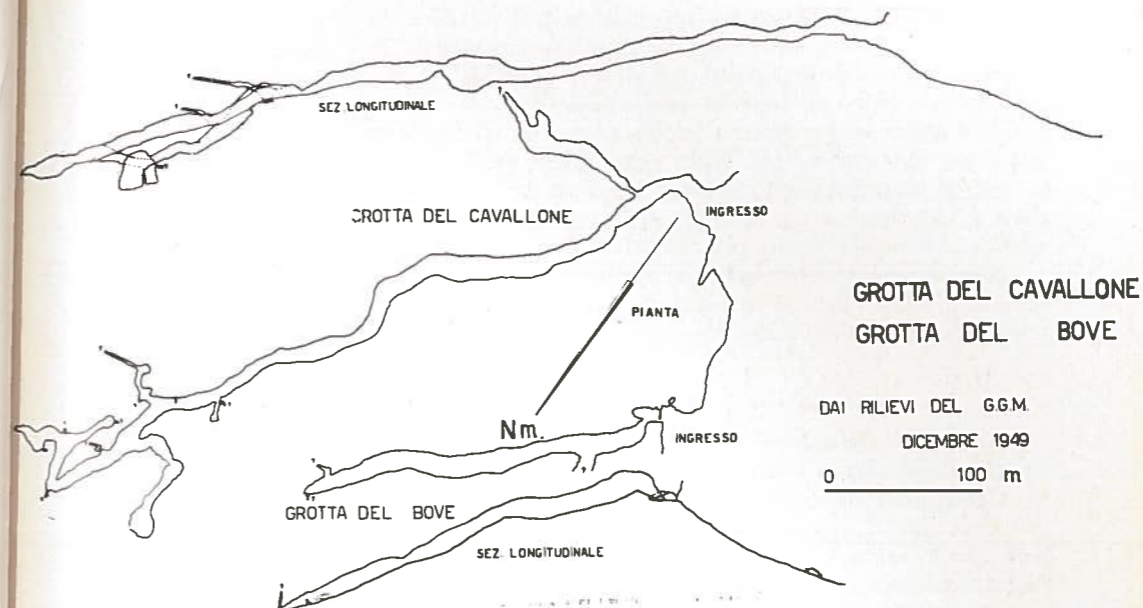 SEZ. LONGITUDINALE
GROTTA DEL CAVALLONE
INGRESSO
PIANTA
GROTTA DEL CAVALLONE
GROTTA DEL BOVE
DAI RILIEVI DEL G.G.M.
DICEMBRE 1949
0 100 m
Nm.
INGRESSO
GROTTA DEL BOVE
SEZ. LONGITUDINALE